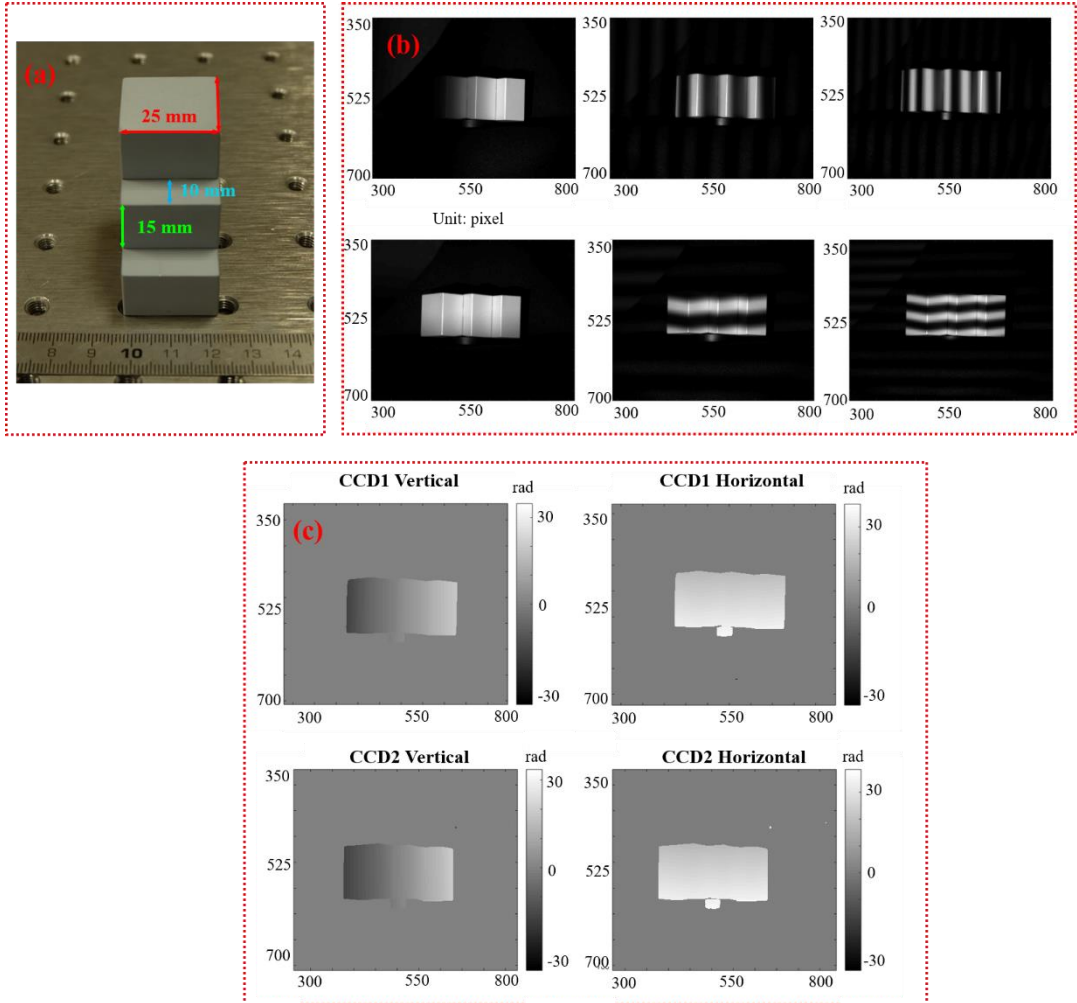 (a)
25 mm
10 mm
15 mm
8 9 10 11 12 13 14
(b)
350 350 350
525 525 525
700 700 700
300 550 800 300 550 800 300 550 800
Unit: pixel
350 350 350
525 525 525
700 700 700
300 550 800 300 550 800 300 550 800
(c)
CCD1 Vertical
rad
350
525
700
300 550 800
30
0
-30
CCD1 Horizontal
rad
350
525
700
300 550 800
30
0
-30
CCD2 Vertical
rad
350
525
700
300 550 800
30
0
-30
CCD2 Horizontal
rad
350
525
700
300 550 800
30
0
-30